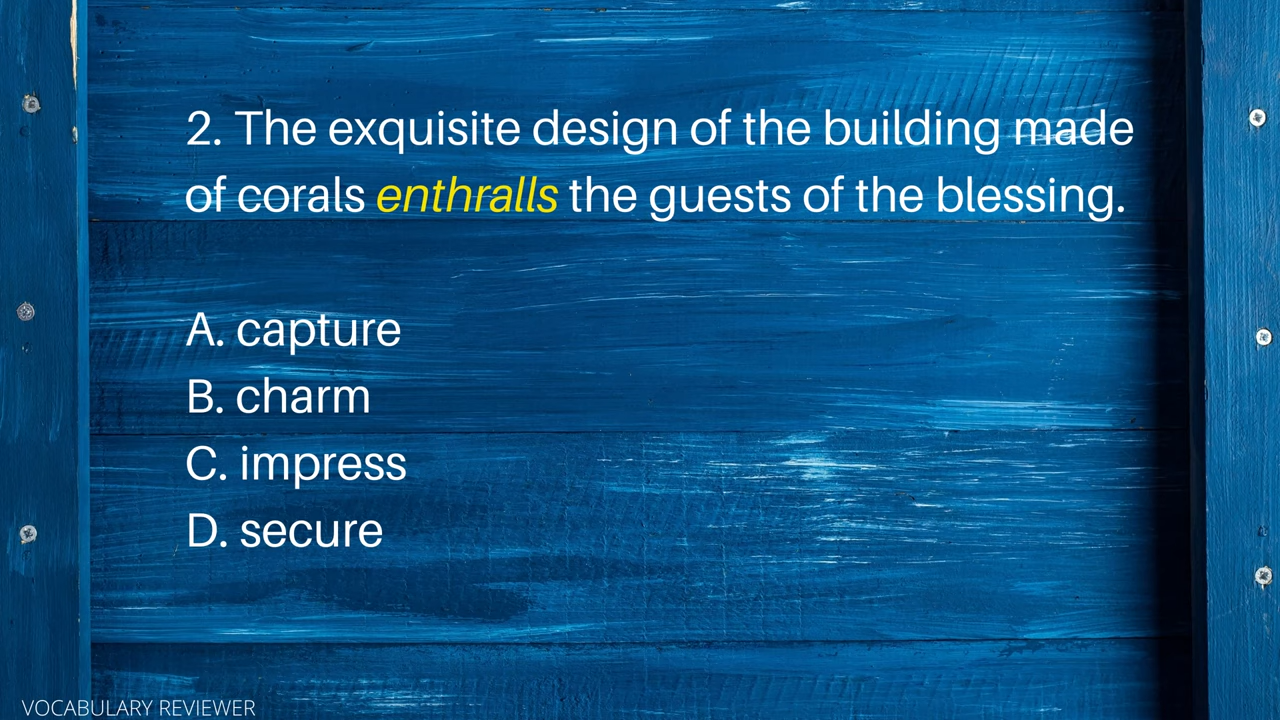 2. The exquisite design of the building made
of corals enthralls the guests of the blessing.
A. capture
B. charm
C. impress
D. secure
VOCABULARY REVIEWER